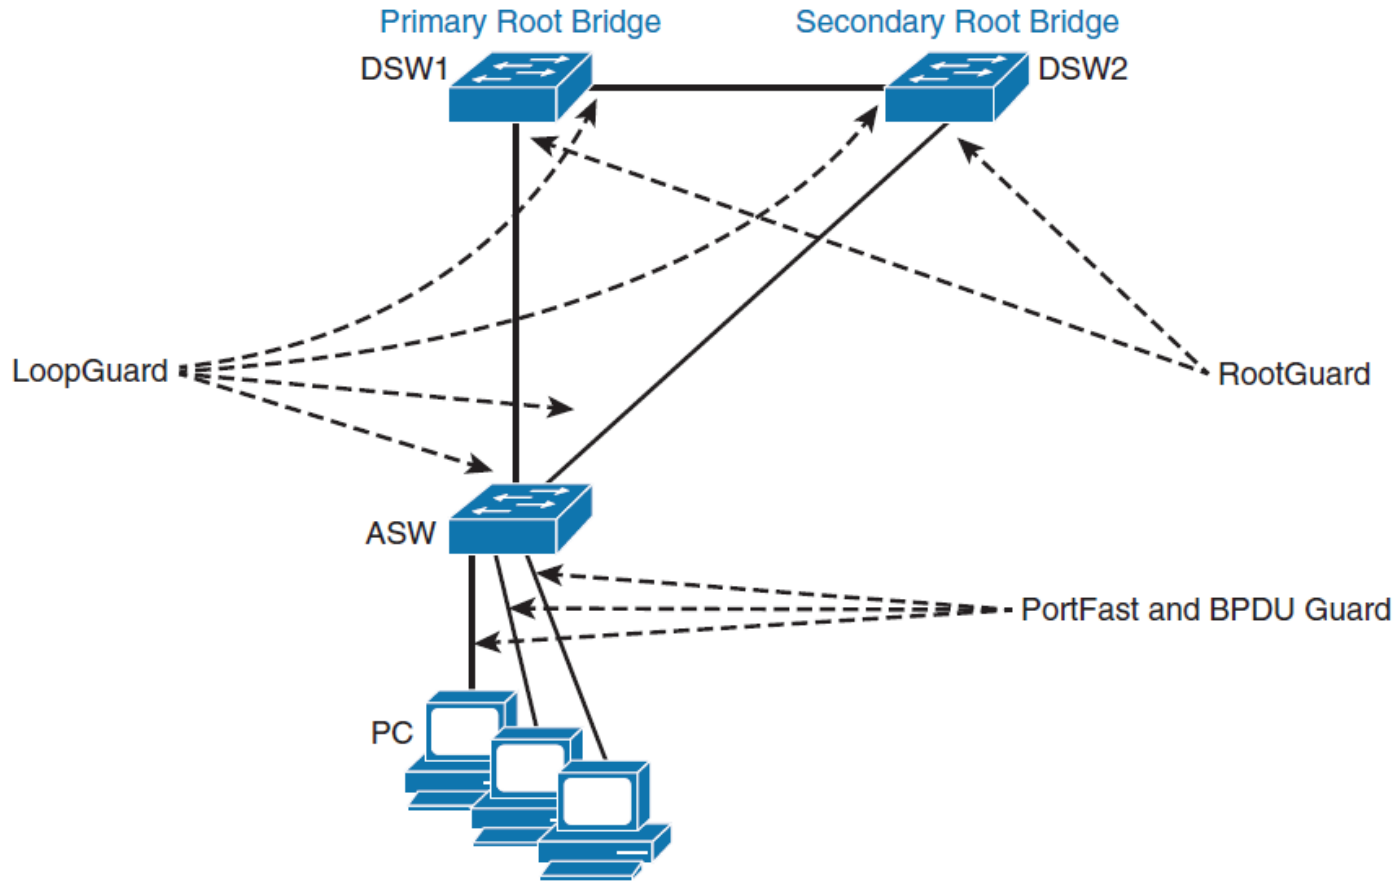 Primary Root Bridge
Secondary Root Bridge
DSW1
DSW2
LoopGuard
RootGuard
ASW
PortFast and BPDU Guard
PC